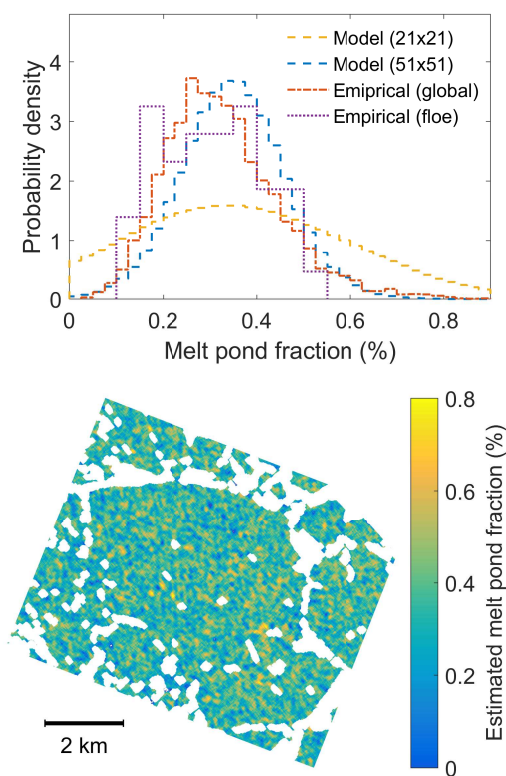 Probability density
4
3
2
1
0
Model (21x21)
Model (51x51)
Emiprical (global)
Empirical (floe)
0 0.2 0.4 0.6 0.8
Melt pond fraction (%)
0.8
0.6
0.4
0.2
0
Estimated melt pond fraction (%)
2 km